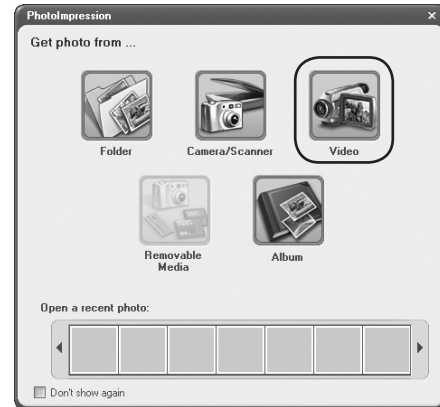 PhotoImpression
Get photo from ...
Folder
Camera/Scanner
Video
Removable
Media
Album
Open a recent photo:
Don't show again